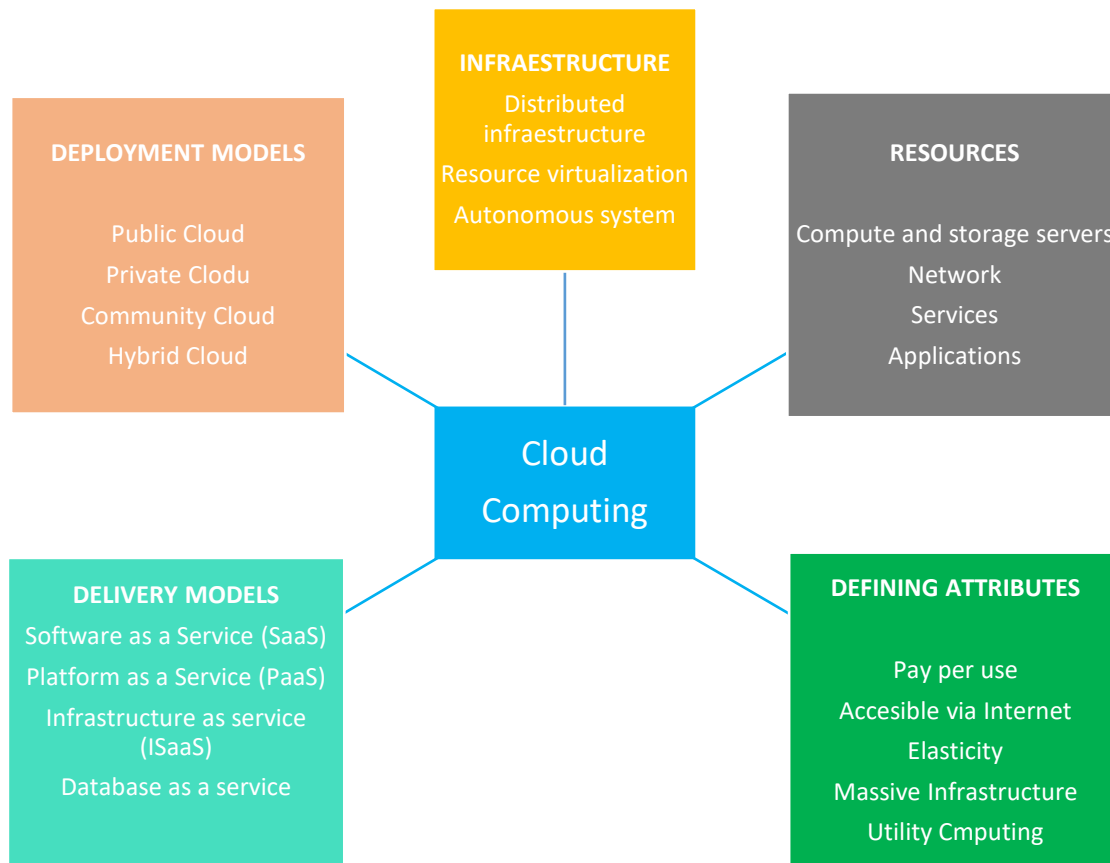 INFRAESTRUCTURE
Distributed
infraestructure
Resource virtualization
Autonomous system
DEPLOYMENT MODELS
Public Cloud
Private Clodu
Community Cloud
Hybrid Cloud
RESOURCES
Compute and storage servers
Network
Services
Applications
Cloud
Computing
DELIVERY MODELS
Software as a Service (SaaS)
Platform as a Service (PaaS)
Infrastructure as service
(ISaaS)
Database as a service
DEFINING ATTRIBUTES
Pay per use
Accesible via Internet
Elasticity
Massive Infrastructure
Utility Cmputing